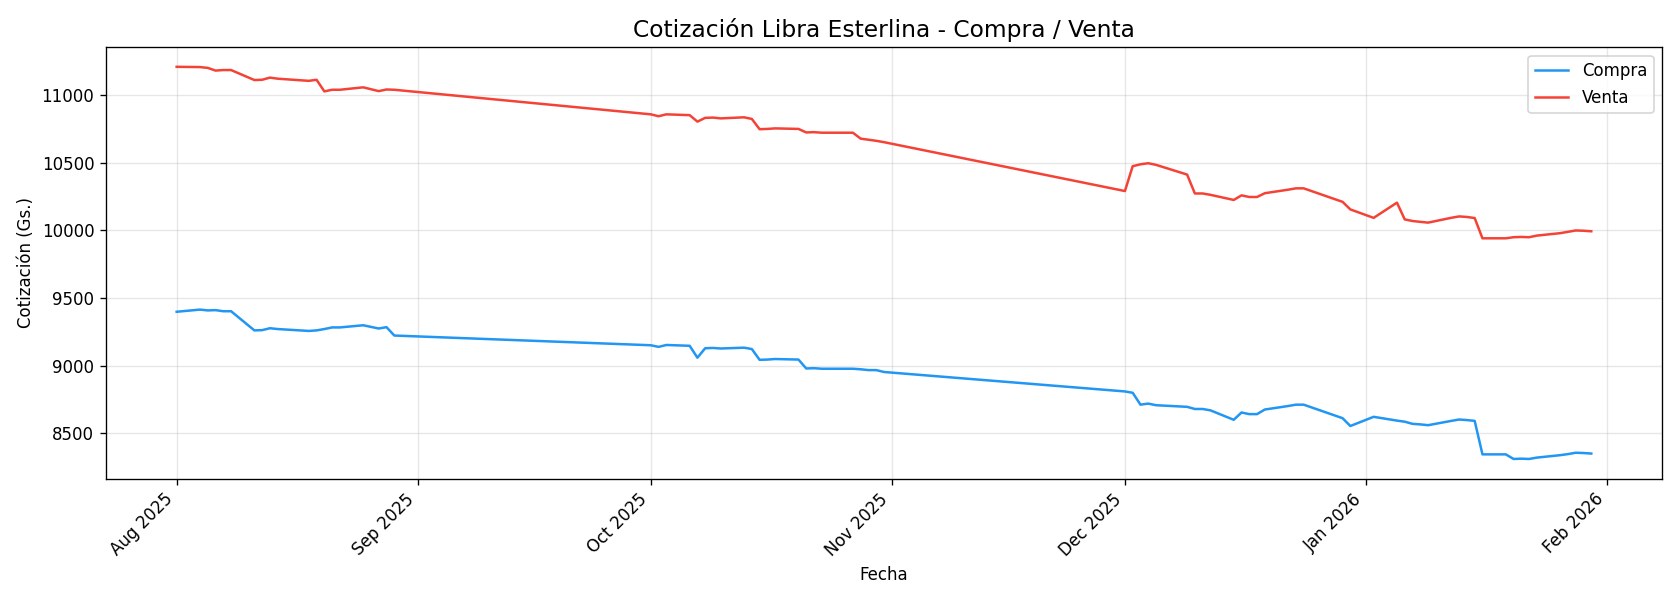 Cotización Libra Esterlina - Compra / Venta
Compra
Venta
Cotización (Gs.)
11000
10500
10000
9500
9000
8500
Aug 2025
Sep 2025
Oct 2025
Nov 2025
Dec 2025
Jan 2026
Feb 2026
Fecha